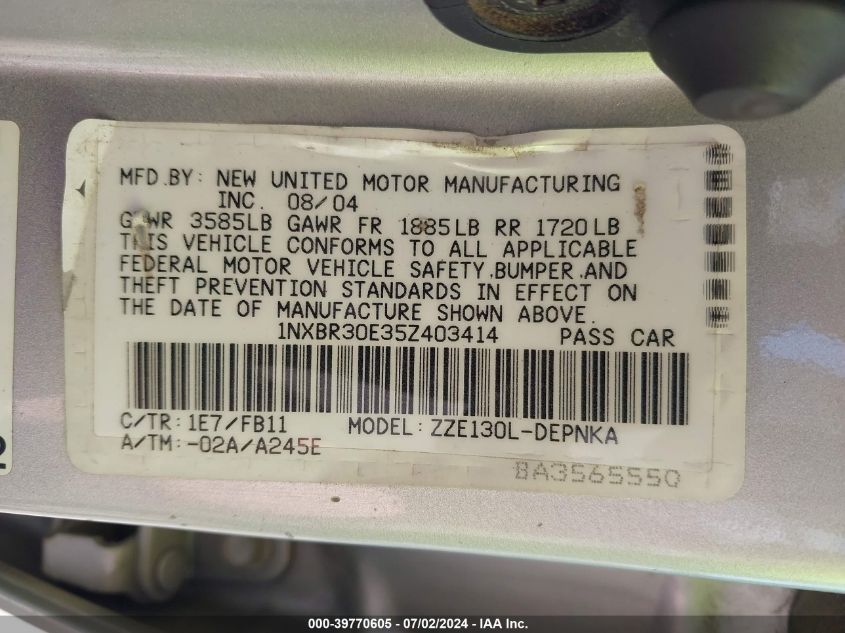 MFD.BY: NEW UNITED MOTOR MANUFACTURING
INC. 08/04
GVWR 3585LB GAWR FR 1885LB RR 1720LB
THIS VEHICLE CONFORMS TO ALL APPLICABLE
FEDERAL MOTOR VEHICLE SAFETY.BUMPER.AND
THEFT PREVENTION STANDARDS IN EFFECT ON
THE DATE OF MANUFACTURE SHOWN ABOVE.
1NXBR30E35Z403414 PASS CAR
C/TR:1E7/FB11 MODEL:ZZE130L-DEPNKA
A/TM:-02A/A245E
BA3565550
2
000-39770605 - 07/02/2024 - IAA Inc.